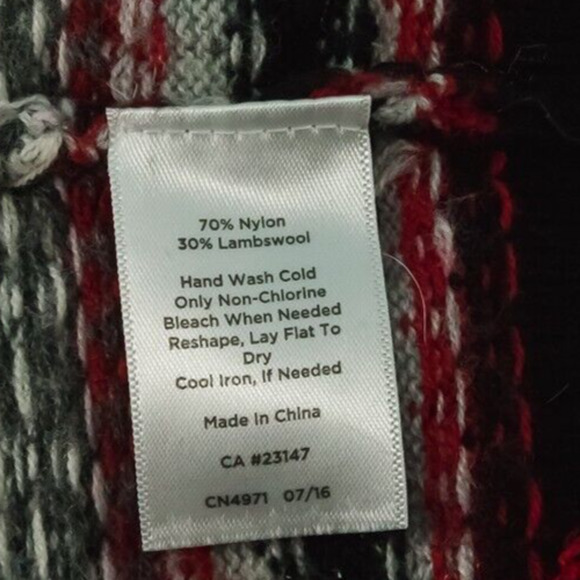 70% Nylon
30% Lambswool
Hand Wash Cold
Only Non-Chlorine
Bleach When Needed
Reshape, Lay Flat To
Dry
Cool Iron, If Needed
Made In China
CA #23147
CN4971 07/16